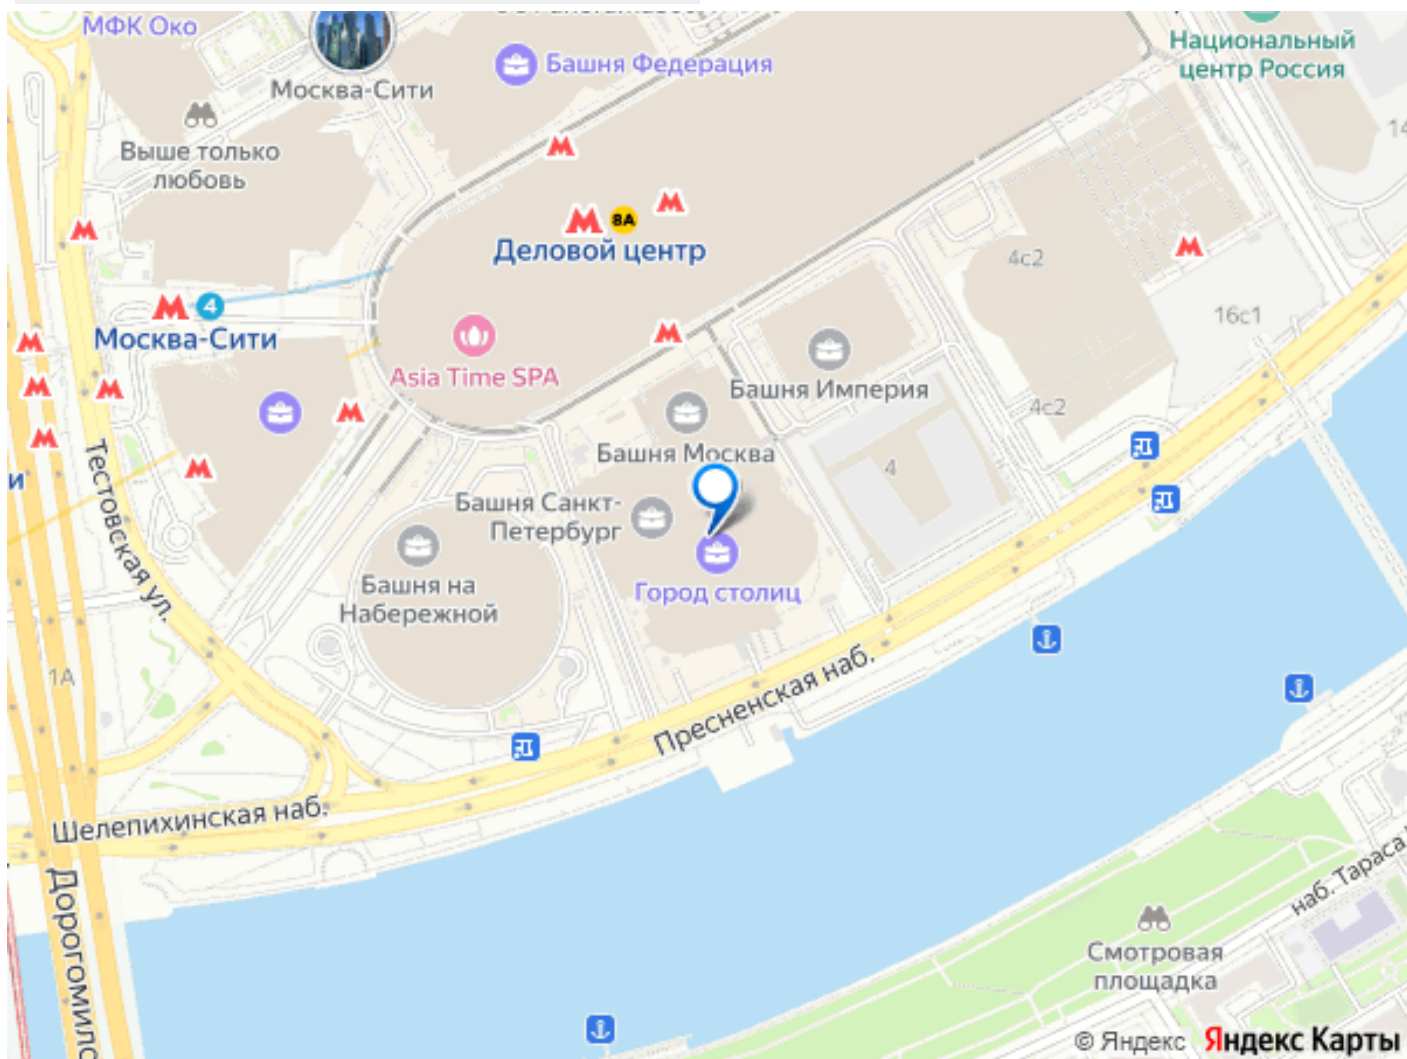 МФК Око
Москва-Сити
Башня Федерация
Национальный
центр Россия
14
Выше только
любовь
8А
Деловой центр
4с2
4
Москва-Сити
16с1
Asia Time SPA
Башня Империя
4с2
Башня Москва
4
и
Тестовская ул.
Башня Санкт-
Петербург
Башня на
Набережной
Город столиц
1А
Пресненская наб.
Шелепихинская наб.
Дорогомило
наб. Тараса
Смотровая
площадка
© Яндекс Яндекс Карты